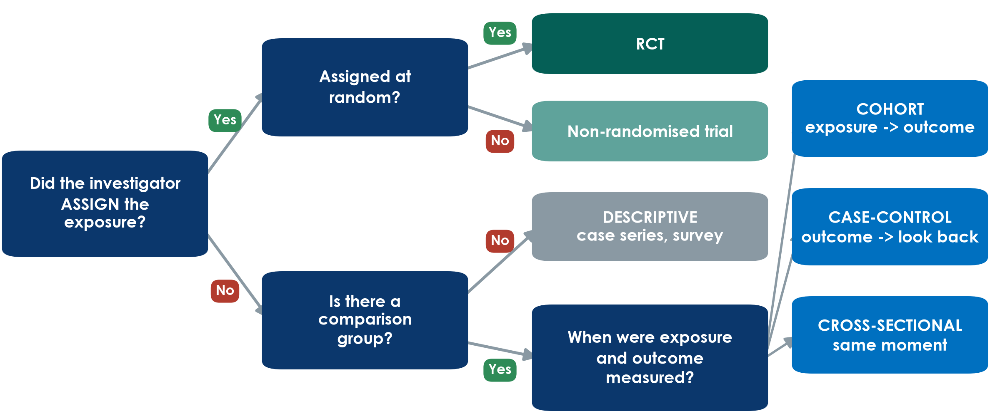 Did the investigator
ASSIGN the
exposure?
Yes
No
Assigned at
random?
Yes
No
RCT
Non-randomised trial
Is there a
comparison
group?
No
Yes
DESCRIPTIVE
case series, survey
When were exposure
and outcome
measured?
COHORT
exposure -> outcome
CASE-CONTROL
outcome -> look back
CROSS-SECTIONAL
same moment